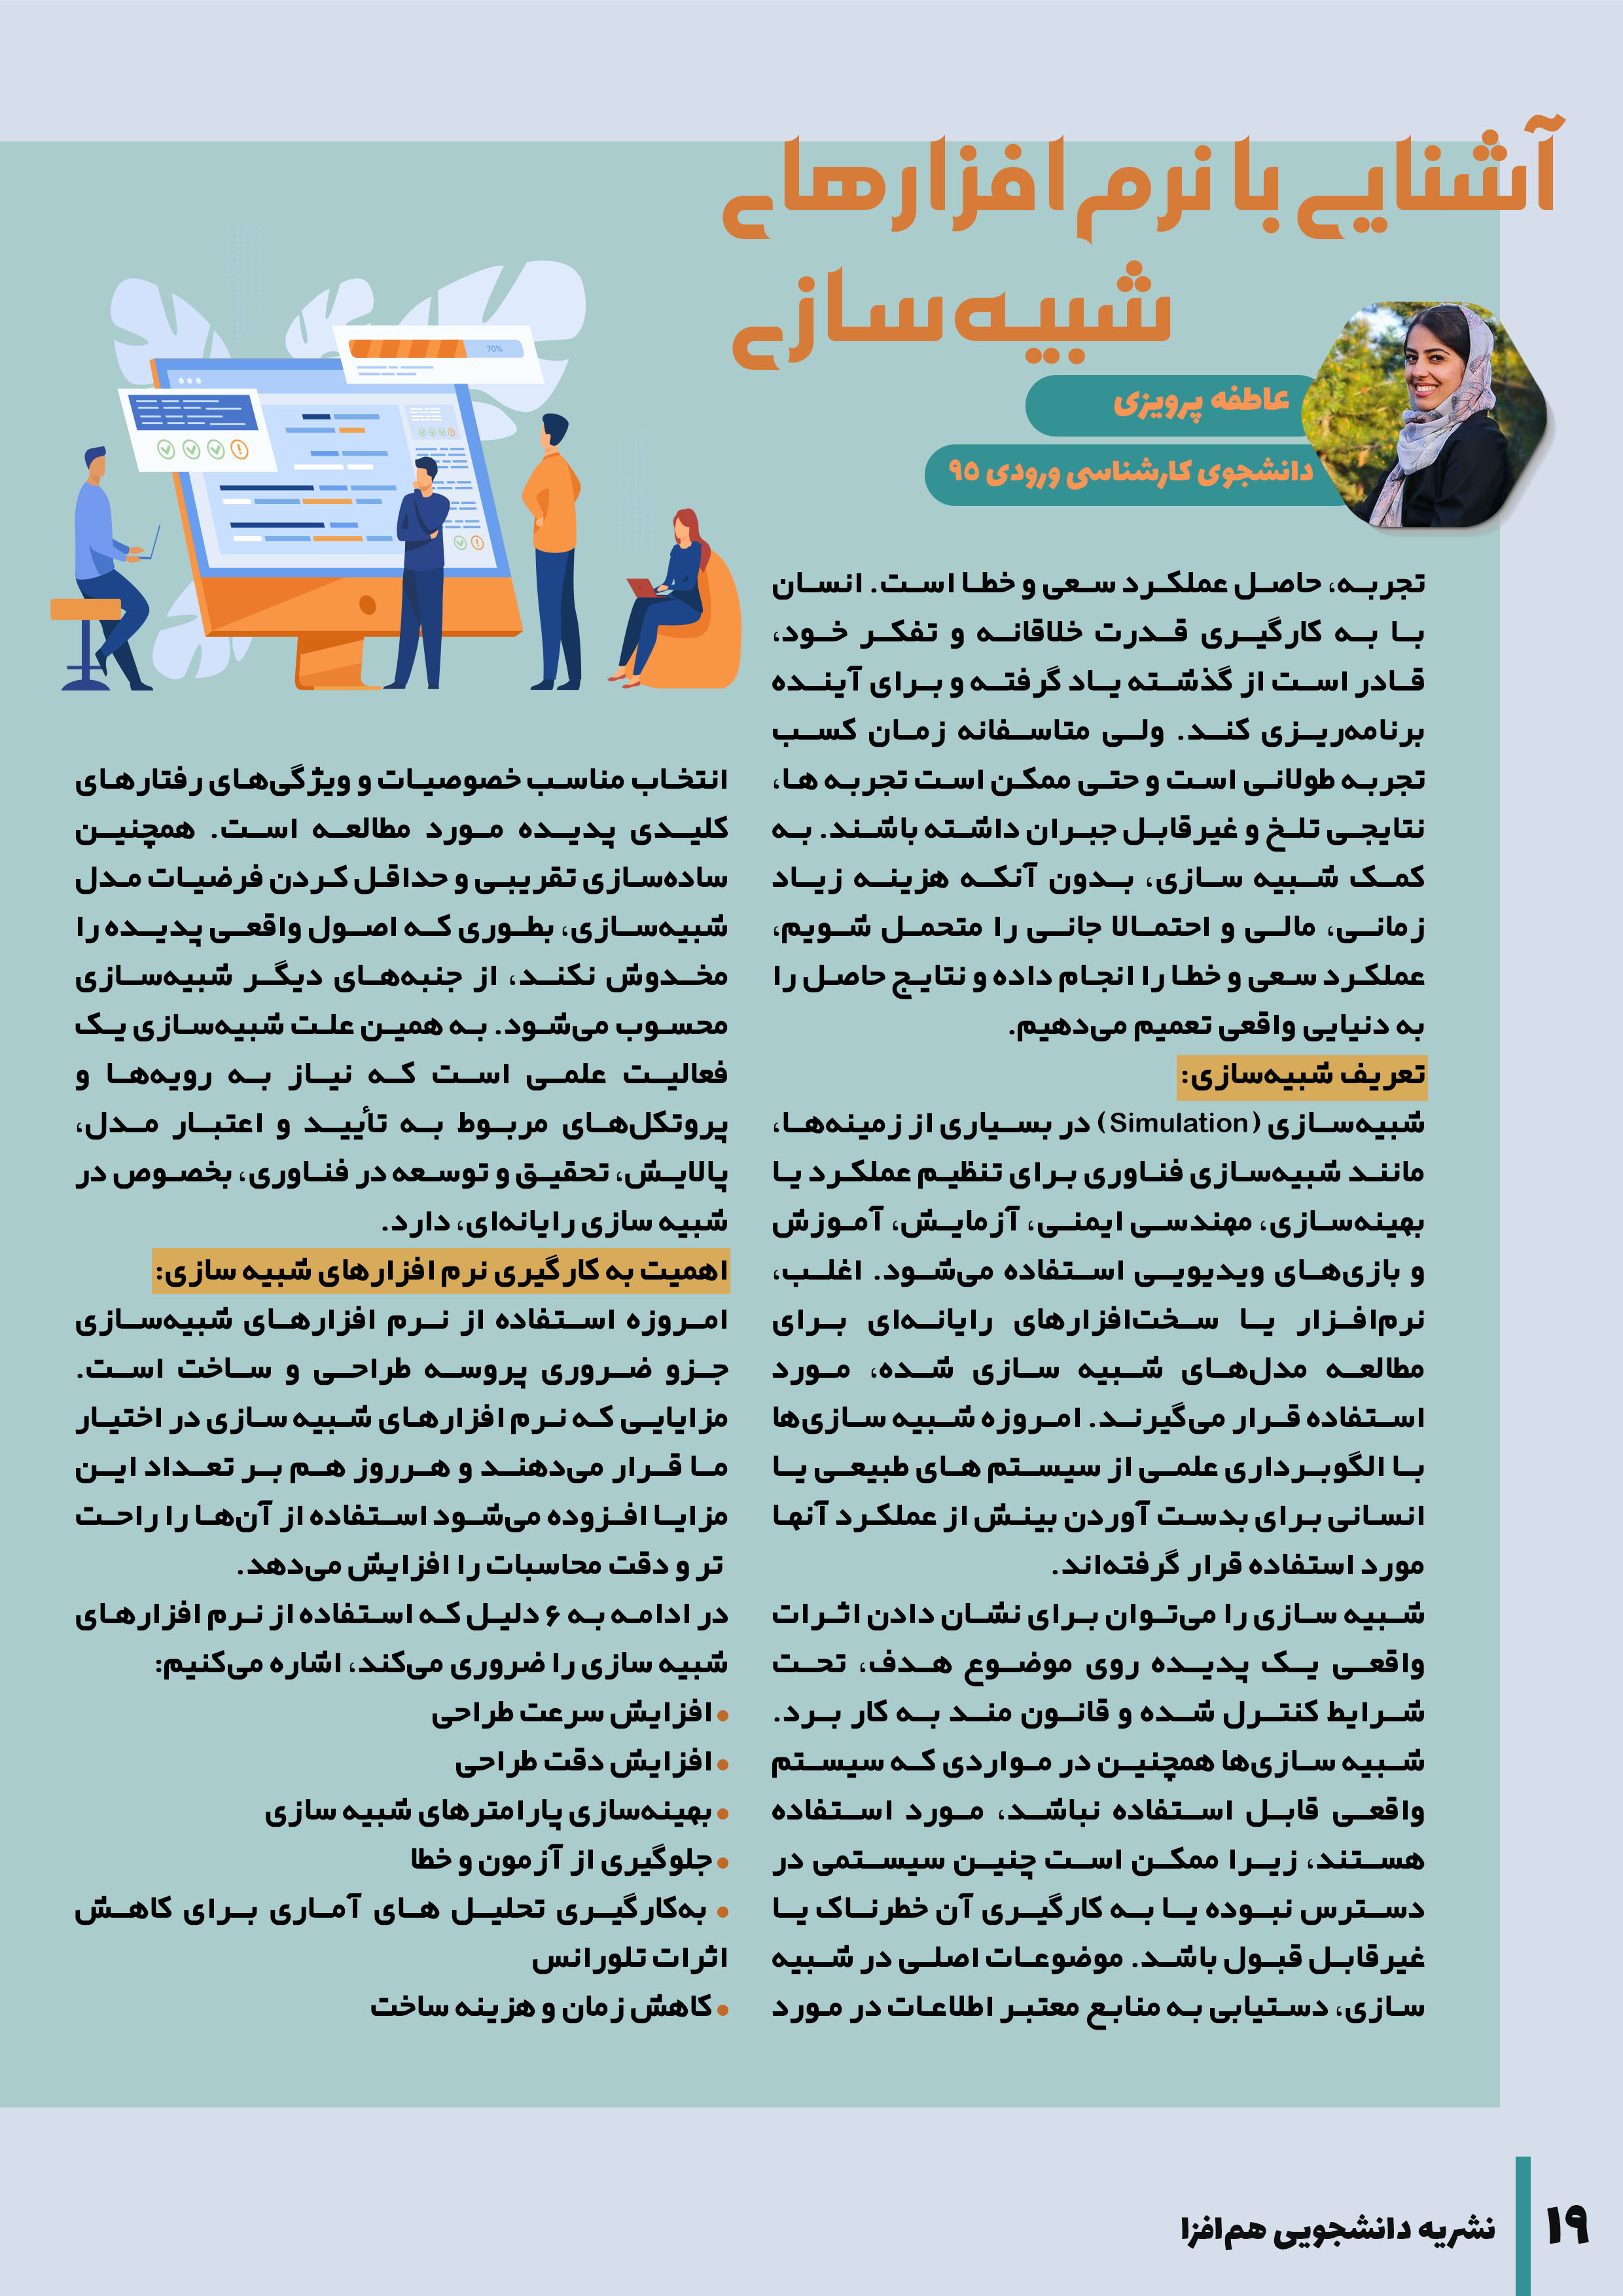 آشنایی با نرم افزارهای
شبیه‌سازی
عاطفه پرویزی
دانشجوی کارشناسی ورودی ۹۵
70%
تجربه، حاصل عملکرد سعی و خطا است. انسان
با به کارگیری قدرت خلاقانه و تفکر خود،
قادر است از گذشته یاد گرفته و برای آینده
برنامه‌ریزی کند. ولی متاسفانه زمان کسب
تجربه طولانی است و حتی ممکن است تجربه ها،
نتایجی تلخ و غیرقابل جبران داشته باشند. به
کمک شبیه سازی، بدون آنکه هزینه زیاد
زمانی، مالی و احتمالا جانی را متحمل شویم،
عملکرد سعی و خطا را انجام داده و نتایج حاصل را
به دنیایی واقعی تعمیم می‌دهیم.
تعریف شبیه‌سازی:
شبیه‌سازی (Simulation) در بسیاری از زمینه‌ها،
مانند شبیه‌سازی فناوری برای تنظیم عملکرد یا
بهینه‌سازی، مهندسی ایمنی، آزمایش، آموزش
و بازی‌های ویدیویی استفاده می‌شود. اغلب،
نرم‌افزار یا سخت‌افزارهای رایانه‌ای برای
مطالعه مدل‌های شبیه سازی شده، مورد
استفاده قرار می‌گیرند. امروزه شبیه سازی‌ها
با الگوبرداری علمی از سیستم های طبیعی یا
انسانی برای بدست آوردن بینش از عملکرد آنها
مورد استفاده قرار گرفته‌اند.
شبیه سازی را می‌توان برای نشان دادن اثرات
واقعی یک پدیده روی موضوع هدف، تحت
شرایط کنترل شده و قانون مند به کار برد.
شبیه سازی‌ها همچنین در مواردی که سیستم
واقعی قابل استفاده نباشد، مورد استفاده
هستند، زیرا ممکن است چنین سیستمی در
دسترس نبوده یا به کارگیری آن خطرناک یا
غیرقابل قبول باشد. موضوعات اصلی در شبیه
سازی، دستیابی به منابع معتبر اطلاعات در مورد
انتخاب مناسب خصوصیات و ویژگی‌های رفتارهای
کلیدی پدیده مورد مطالعه است. همچنین
ساده‌سازی تقریبی و حداقل کردن فرضیات مدل
شبیه‌سازی، بطوری که اصول واقعی پدیده را
مخدوش نکند، از جنبه‌های دیگر شبیه‌سازی
محسوب می‌شود. به همین علت شبیه‌سازی یک
فعالیت علمی است که نیاز به رویه‌ها و
پروتکل‌های مربوط به تأیید و اعتبار مدل،
پالایش، تحقیق و توسعه در فناوری، بخصوص در
شبیه سازی رایانه‌ای، دارد.
اهمیت به کارگیری نرم افزارهای شبیه سازی:
امروزه استفاده از نرم افزارهای شبیه‌سازی
جزو ضروری پروسه طراحی و ساخت است.
مزایایی که نرم افزارهای شبیه سازی در اختیار
ما قرار می‌دهند و هرروز هم بر تعداد این
مزایا افزوده می‌شود استفاده از آن‌ها را راحت
تر و دقت محاسبات را افزایش می‌دهد.
در ادامه به ۶ دلیل که استفاده از نرم افزارهای
شبیه سازی را ضروری می‌کند، اشاره می‌کنیم:
• افزایش سرعت طراحی
• افزایش دقت طراحی
• بهینه‌سازی پارامترهای شبیه سازی
• جلوگیری از آزمون و خطا
• به‌کارگیری تحلیل های آماری برای کاهش
اثرات تلورانس
• کاهش زمان و هزینه ساخت
نشریه دانشجویی هم‌افزا
۱۹